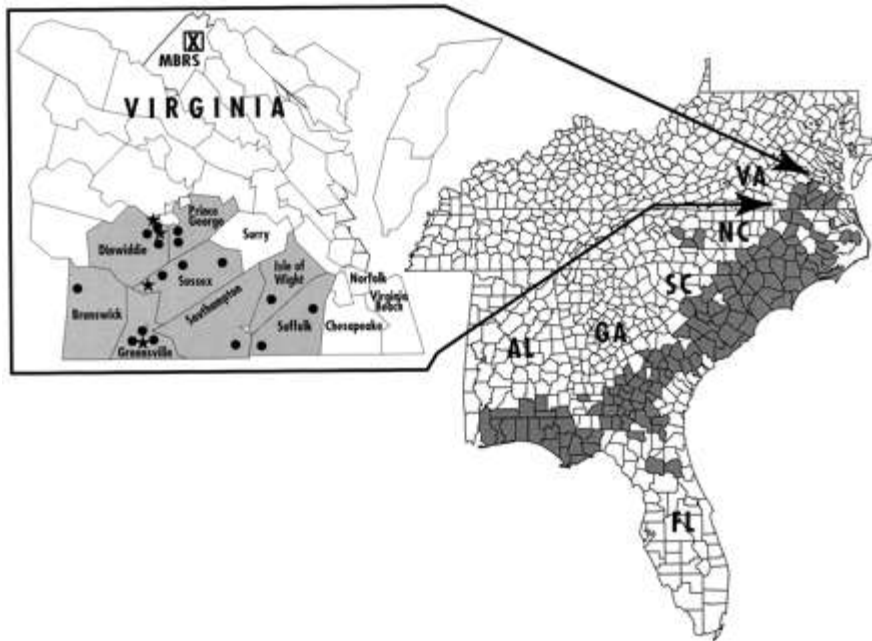 X
MBRS
VIRGINIA
Prince
George
Dinwiddie
Surry
Sussex
Isle of
Wight
Southampton
Norfolk
Virginia
Beach
Brunswick
Suffolk
Chesapeake
Greensville
VA
NC
SC
GA
AL
FL